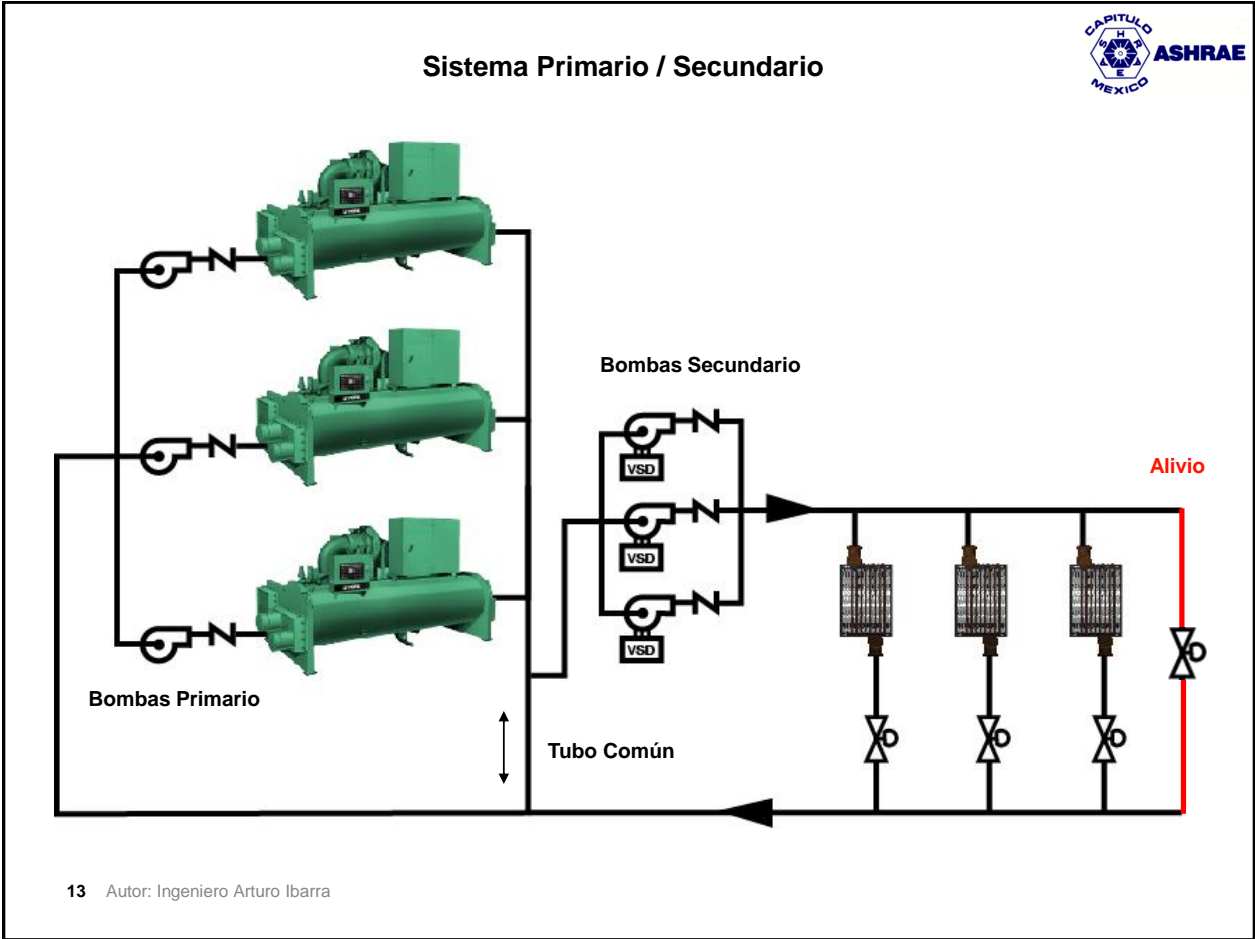 Sistema Primario / Secundario
CAPITULO
ASHRAE
MEXICO
ASHRAE
Bombas Secundario
VSD
VSD
VSD
Alivio
Bombas Primario
Tubo Común
13 Autor: Ingeniero Arturo Ibarra